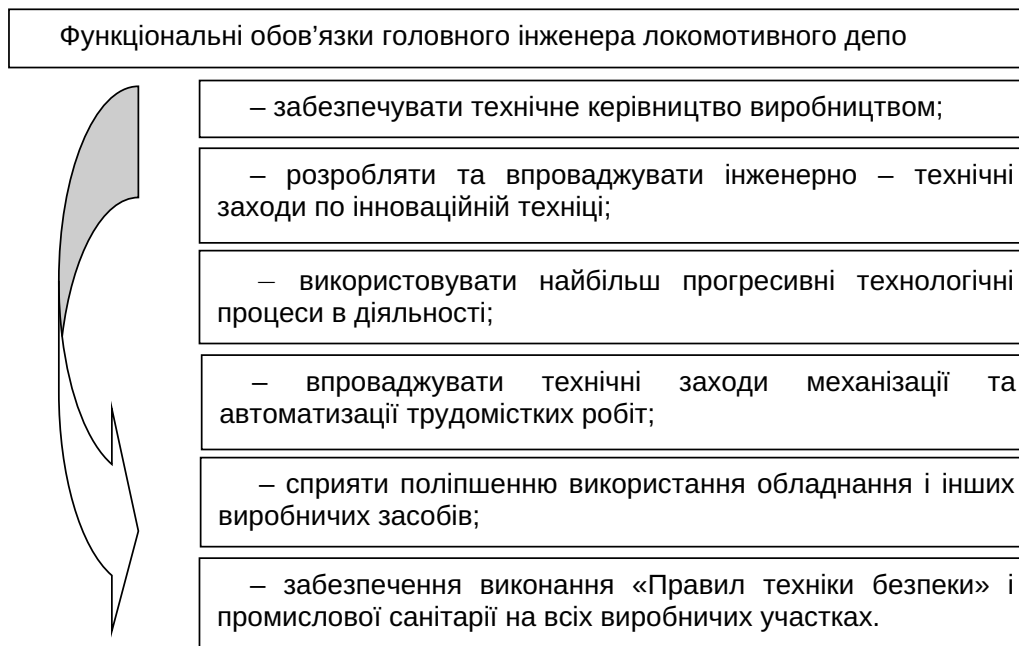 Функціональні обов’язки головного інженера локомотивного депо
– забезпечувати технічне керівництво виробництвом;
– розробляти та впроваджувати інженерно – технічні
заходи по інноваційній техніці;
– використовувати найбільш прогресивні технологічні
процеси в діяльності;
– впроваджувати технічні заходи механізації та
автоматизації трудомістких робіт;
– сприяти поліпшенню використання обладнання і інших
виробничих засобів;
– забезпечення виконання «Правил техніки безпеки» і
промислової санітарії на всіх виробничих участках.